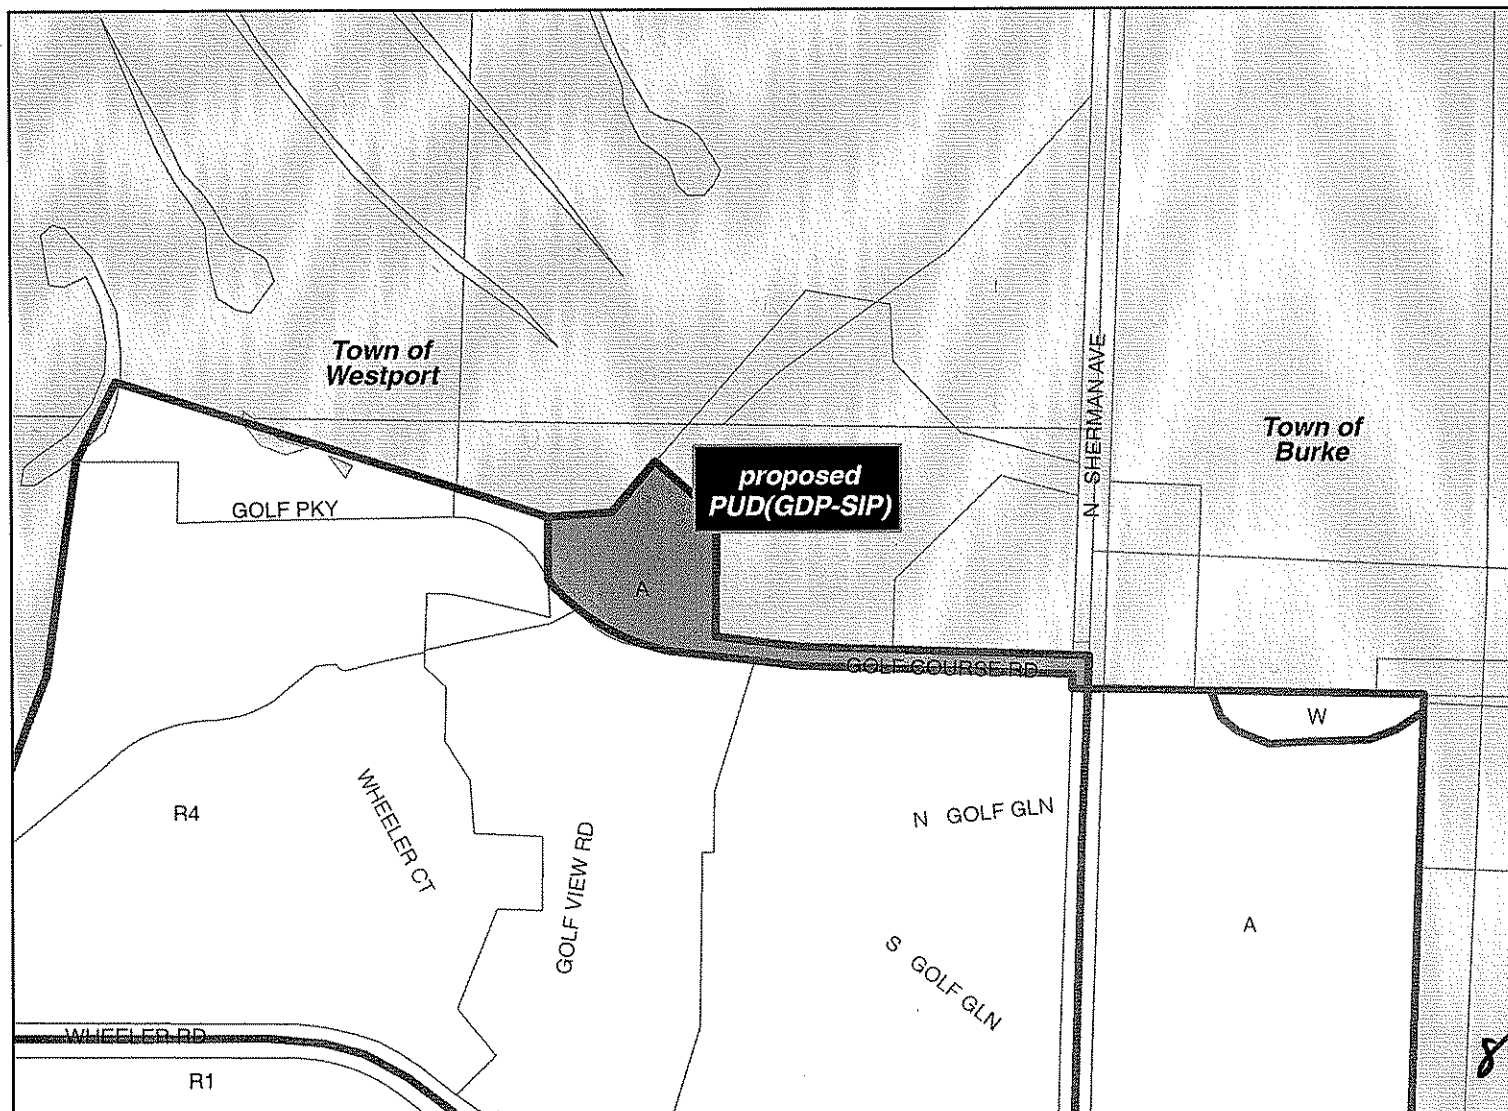 Town of
Westport
N SHERMAN AVE
Town of
Burke
proposed
PUD(GDP-SIP)
GOLF PKY
A
GOLF COURSE RD
W
R4
WHEELER CT
GOLF VIEW RD
N GOLF GLN
S GOLF GLN
A
WHEELER RD
R1
8